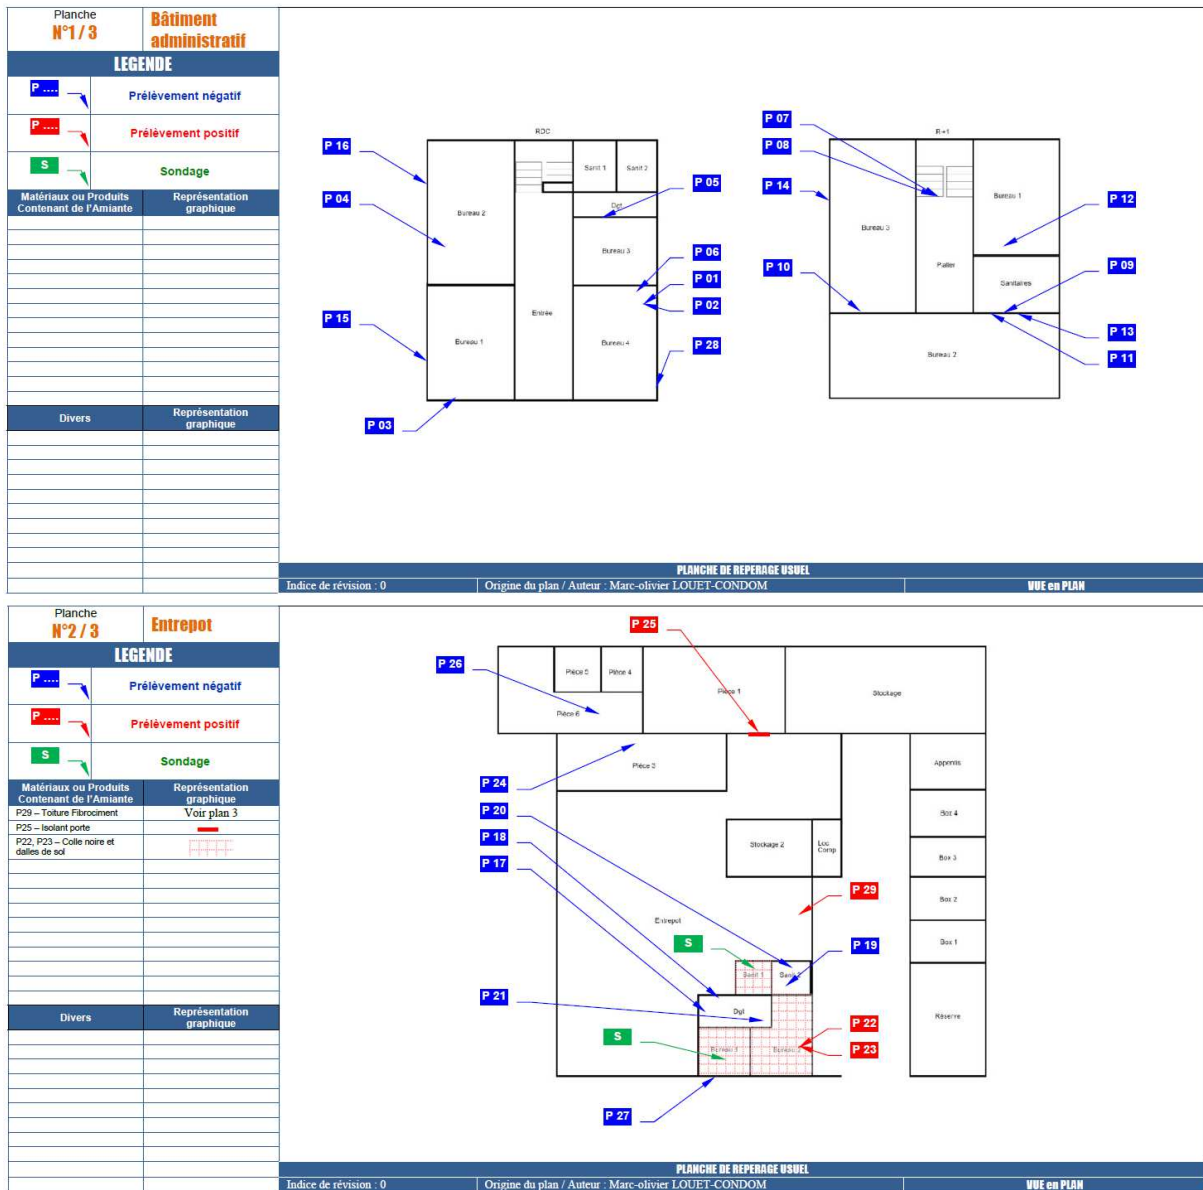 Planche
N°1 / 3
Bâtiment
administratif
LEGENDE
P ....
Prélèvement négatif
P ....
Prélèvement positif
S
Sondage
Matériaux ou Produits
Contenant de l'Amiante
Représentation
graphique
Divers
Représentation
graphique
RDC
P 16
P 04
P 15
P 03
P 05
P 06
P 01
P 02
P 28
Sanit 1
Sanit 2
Dgt
Bureau 2
Bureau 3
Entrée
Bureau 1
Bureau 4
R+1
P 07
P 08
P 14
P 10
P 12
P 09
P 13
P 11
Bureau 1
Bureau 3
Palier
Sanitaires
Bureau 2
PLANCHE DE REPERAGE USUEL
Indice de révision : 0
Origine du plan / Auteur : Marc-olivier LOUET-CONDOM
VUE en PLAN
Planche
N°2 / 3
Entrepot
LEGENDE
P ....
Prélèvement négatif
P ....
Prélèvement positif
S
Sondage
Matériaux ou Produits
Contenant de l'Amiante
Représentation
graphique
P29 – Toiture Fibrociment
Voir plan 3
P25 – Isolant porte
P22, P23 – Colle noire et
dalles de sol
Divers
Représentation
graphique
P 25
P 26
Pièce 5
Pièce 4
Pièce 1
Stockage
Pièce 6
Pièce 3
Appentis
P 24
P 20
P 18
P 17
Box 4
Stockage 2
Loc
Comp
Box 3
P 29
Box 2
Entrepot
S
P 19
Box 1
Sanit 1
Sanit 2
P 21
Dgt
P 22
Réserve
S
P 23
P 27
PLANCHE DE REPERAGE USUEL
Indice de révision : 0
Origine du plan / Auteur : Marc-olivier LOUET-CONDOM
VUE en PLAN